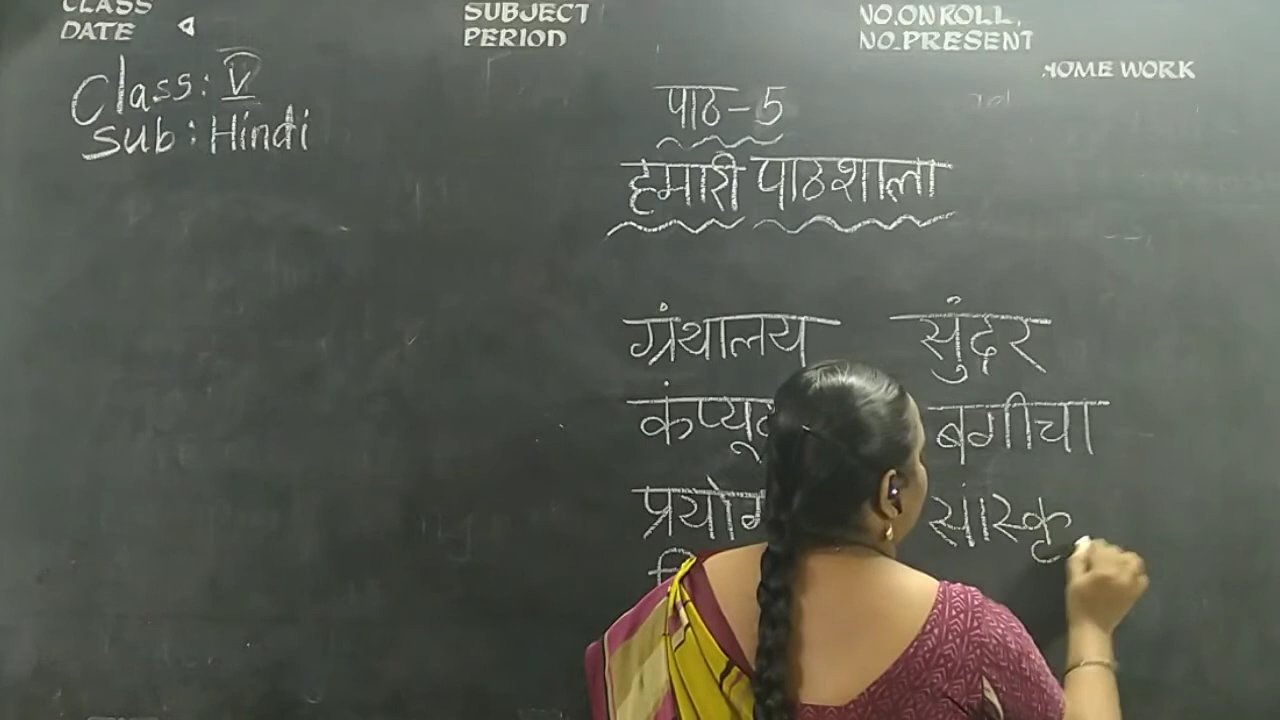 CLASS
DATE
SUBJECT
PERIOD
NO.ON ROLL.
NO.PRESENT
HOME WORK
Class: V
Sub: Hindi
पाठ-5
हमारी पाठशाला
ग्रंथालय सुंदर
बगीचा